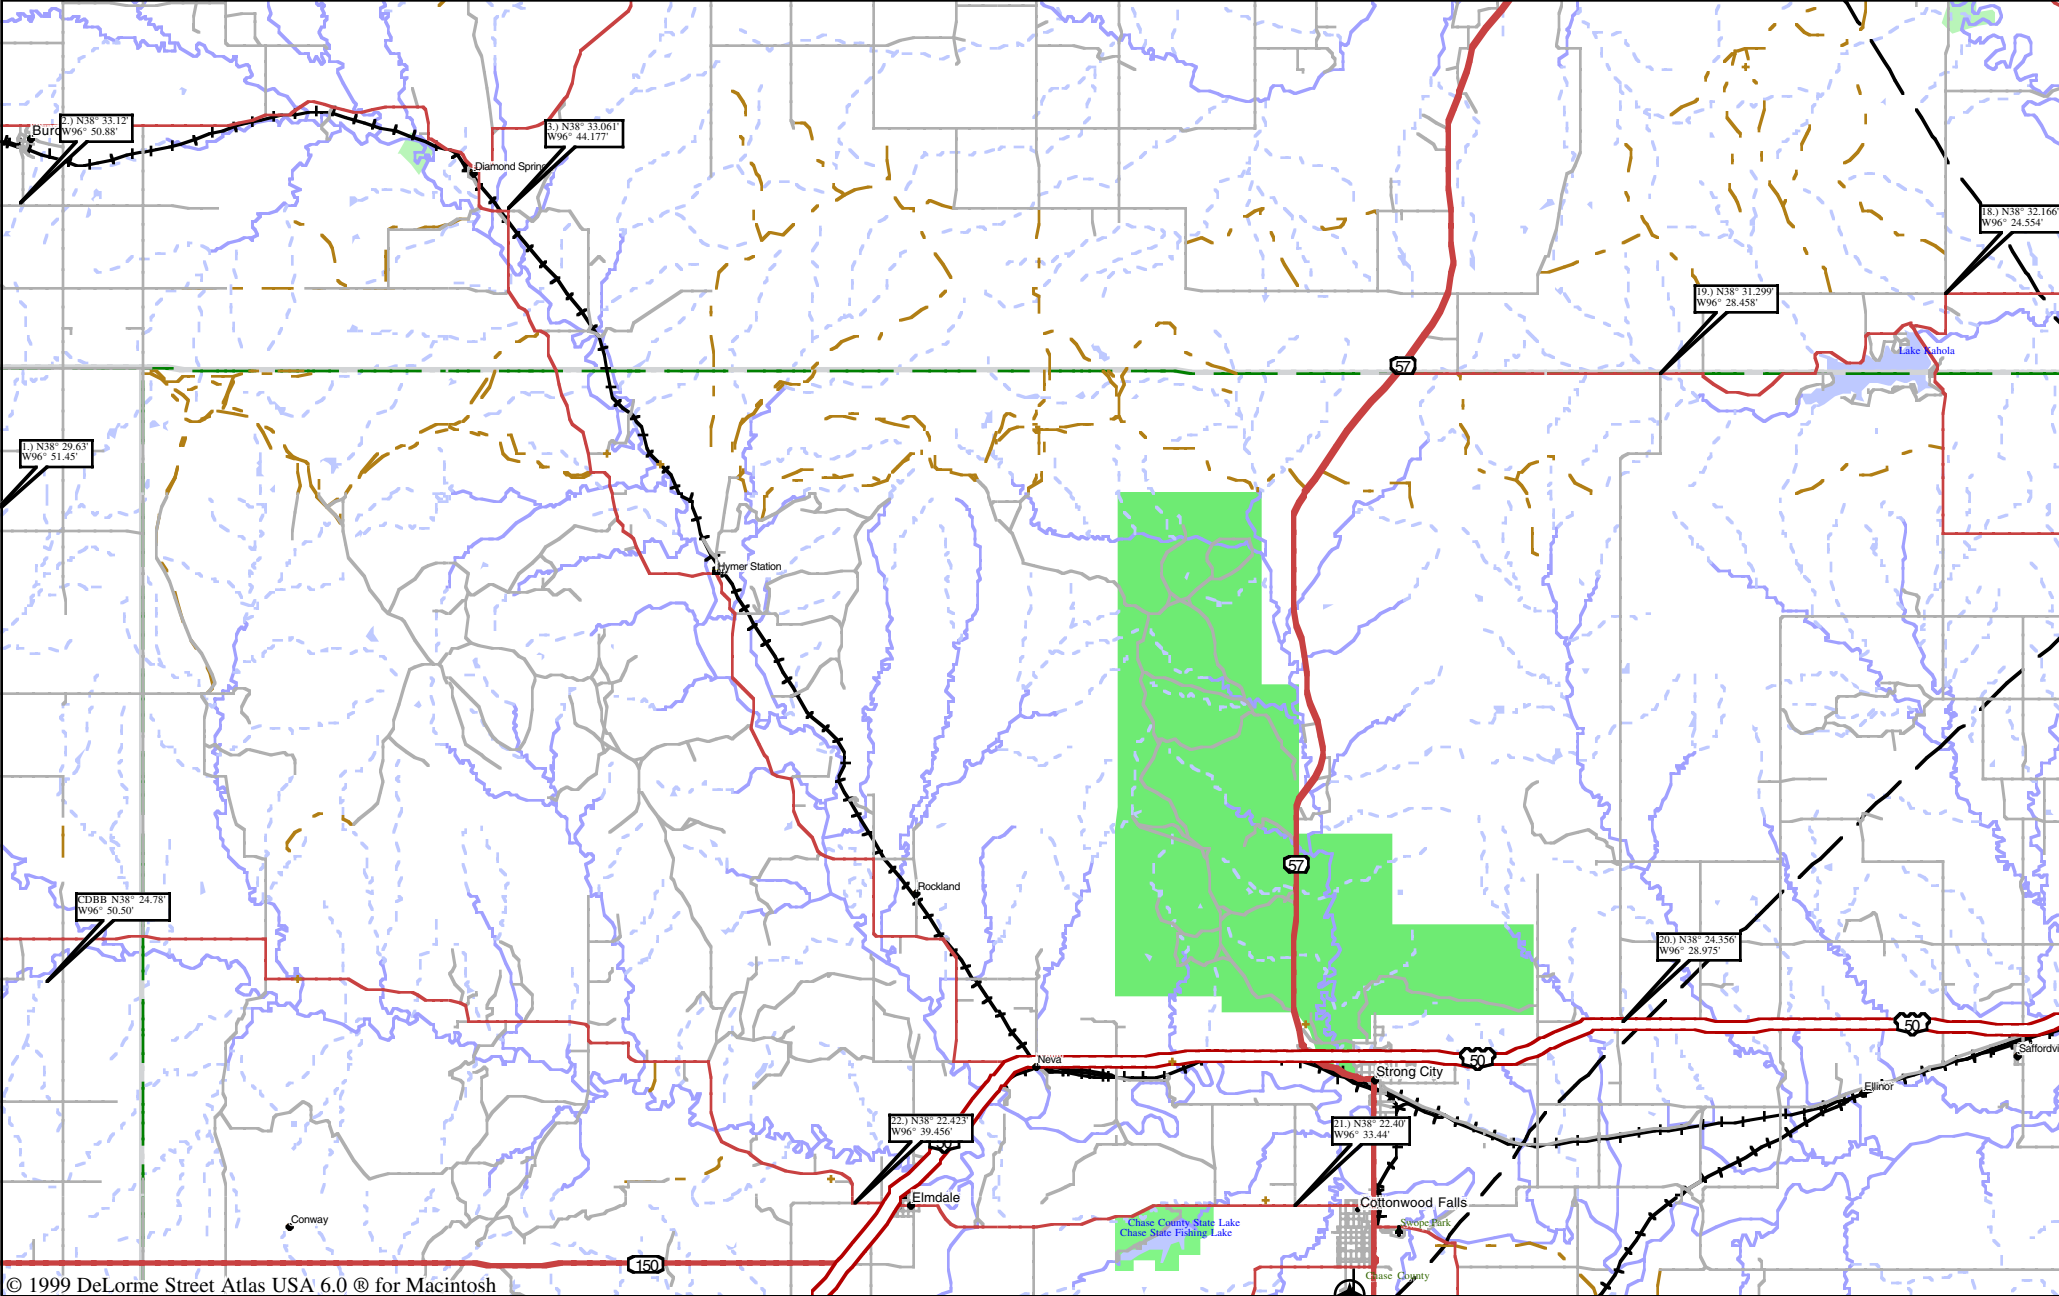 2.) N38° 33.12'
W96° 50.88'
3.) N38° 33.061'
W96° 44.177'
Diamond Spring
18.) N38° 32.166'
W96° 24.554'
19.) N38° 31.299'
W96° 28.458'
Lake Kahola
57
1.) N38° 29.63'
W96° 51.45'
Hymer Station
57
Rockland
CDBB N38° 24.78'
W96° 50.50'
20.) N38° 24.356'
W96° 28.975'
50
50
Neva
Strong City
Ellinor
22.) N38° 22.423'
W96° 39.456'
21.) N38° 22.40'
W96° 33.44'
Elmdale
Cottonwood Falls
Conway
Chase County State Lake
Chase State Fishing Lake
Swope Park
150
Chase County
© 1999 DeLorme Street Atlas USA 6.0 ® for Macintosh